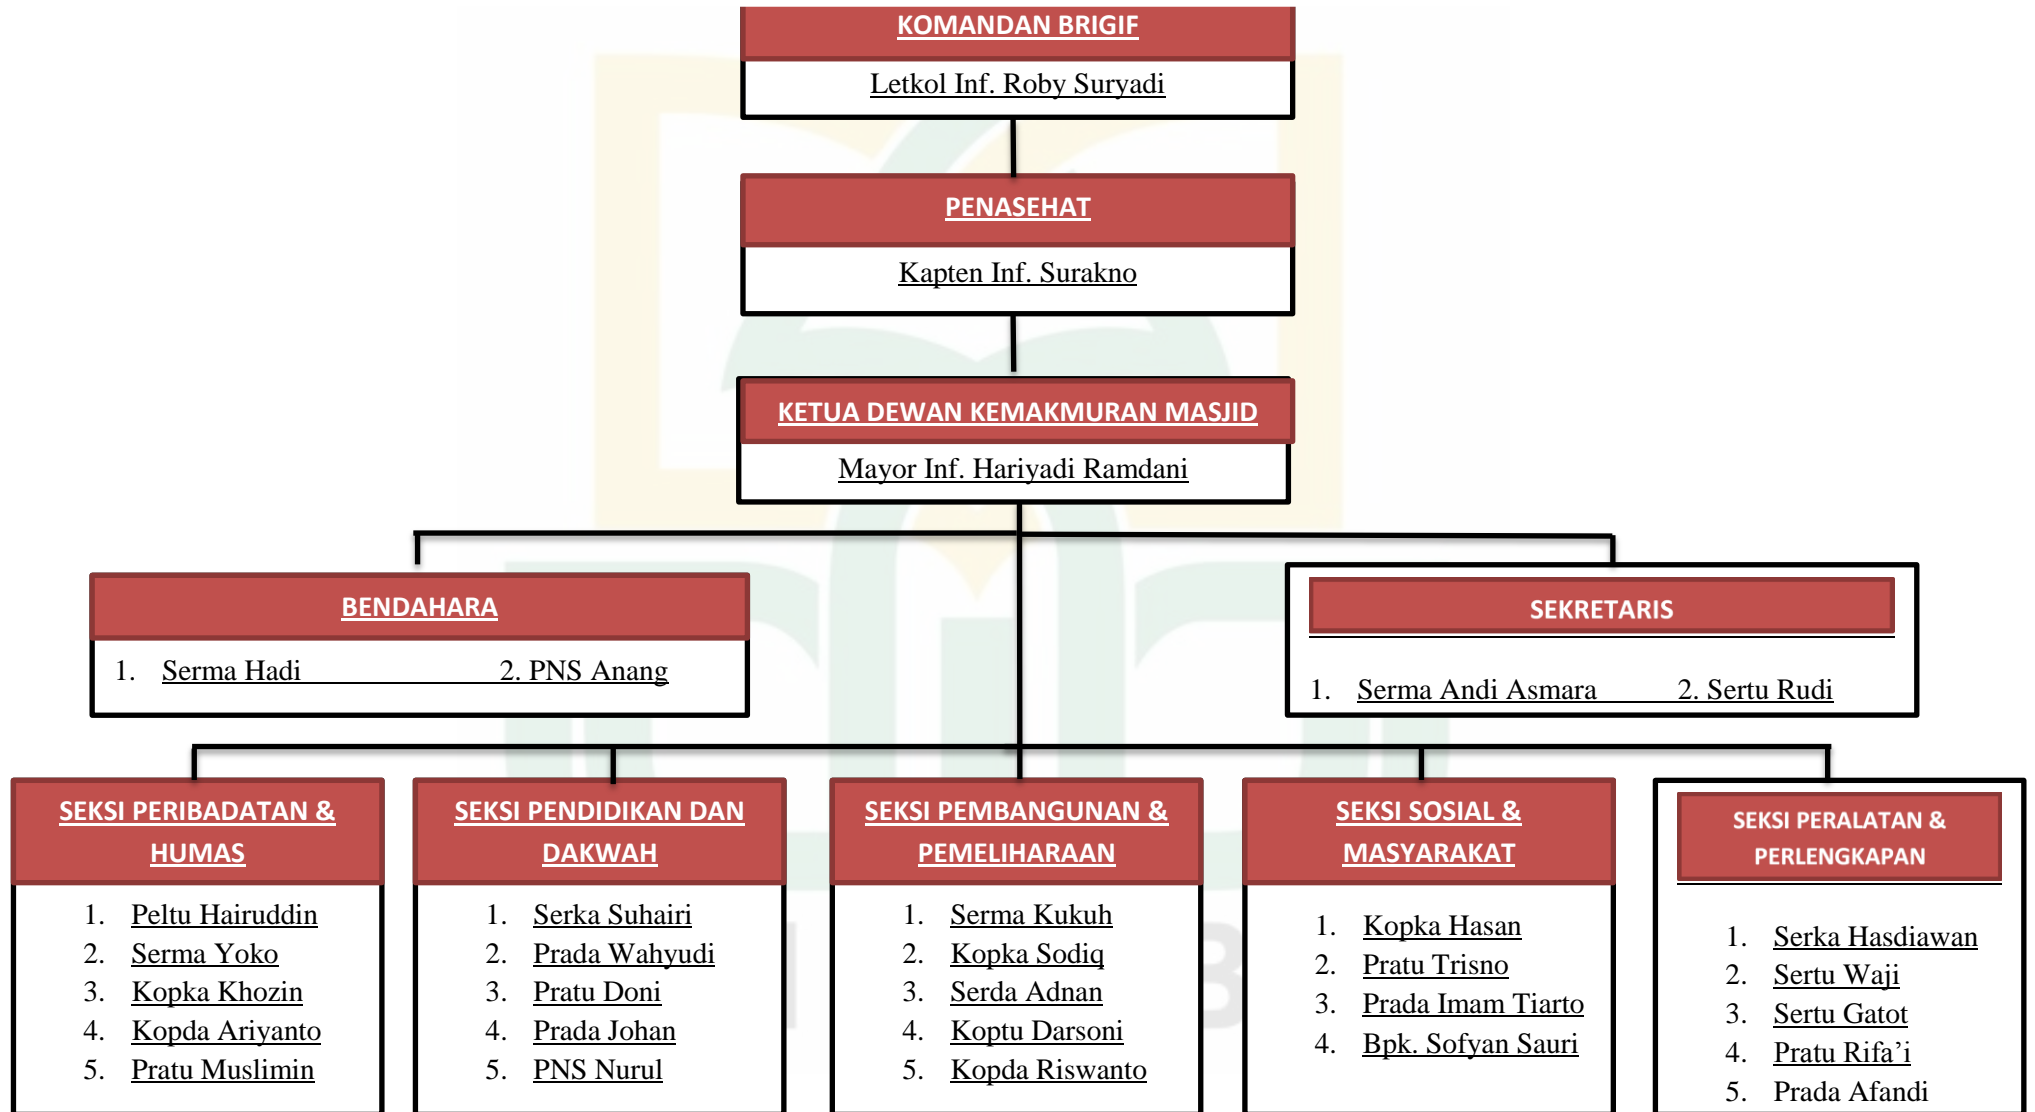 KOMANDAN BRIGIF
Letkol Inf. Roby Suryadi
PENASEHAT
Kapten Inf. Surakno
KETUA DEWAN KEMAKMURAN MASJID
Mayor Inf. Hariyadi Ramdani
BENDAHARA
1. Serma Hadi 2. PNS Anang
SEKRETARIS
1. Serma Andi Asmara 2. Sertu Rudi
SEKSI PERIBADATAN &
HUMAS
1. Peltu Hairuddin
2. Serma Yoko
3. Kopka Khozin
4. Kopda Ariyanto
5. Pratu Muslimin
SEKSI PENDIDIKAN DAN
DAKWAH
1. Serka Suhairi
2. Prada Wahyudi
3. Pratu Doni
4. Prada Johan
5. PNS Nurul
SEKSI PEMBANGUNAN &
PEMELIHARAAN
1. Serma Kukuh
2. Kopka Sodiq
3. Serda Adnan
4. Koptu Darsoni
5. Kopda Riswanto
SEKSI SOSIAL &
MASYARAKAT
1. Kopka Hasan
2. Pratu Trisno
3. Prada Imam Tiarto
4. Bpk. Sofyan Sauri
SEKSI PERALATAN &
PERLENGKAPAN
1. Serka Hasdiawan
2. Sertu Waji
3. Sertu Gatot
4. Pratu Rifa’i
5. Prada Afandi